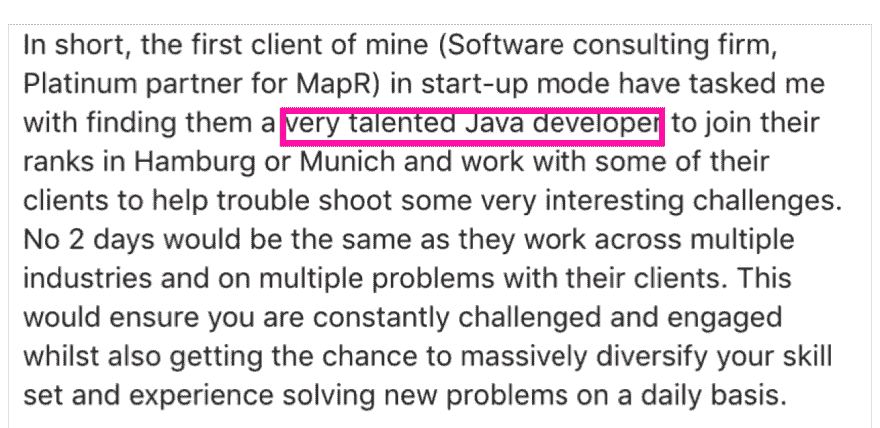 In short, the first client of mine (Software consulting firm,
Platinum partner for MapR) in start-up mode have tasked me
with finding them a very talented Java developer to join their
ranks in Hamburg or Munich and work with some of their
clients to help trouble shoot some very interesting challenges.
No 2 days would be the same as they work across multiple
industries and on multiple problems with their clients. This
would ensure you are constantly challenged and engaged
whilst also getting the chance to massively diversify your skill
set and experience solving new problems on a daily basis.